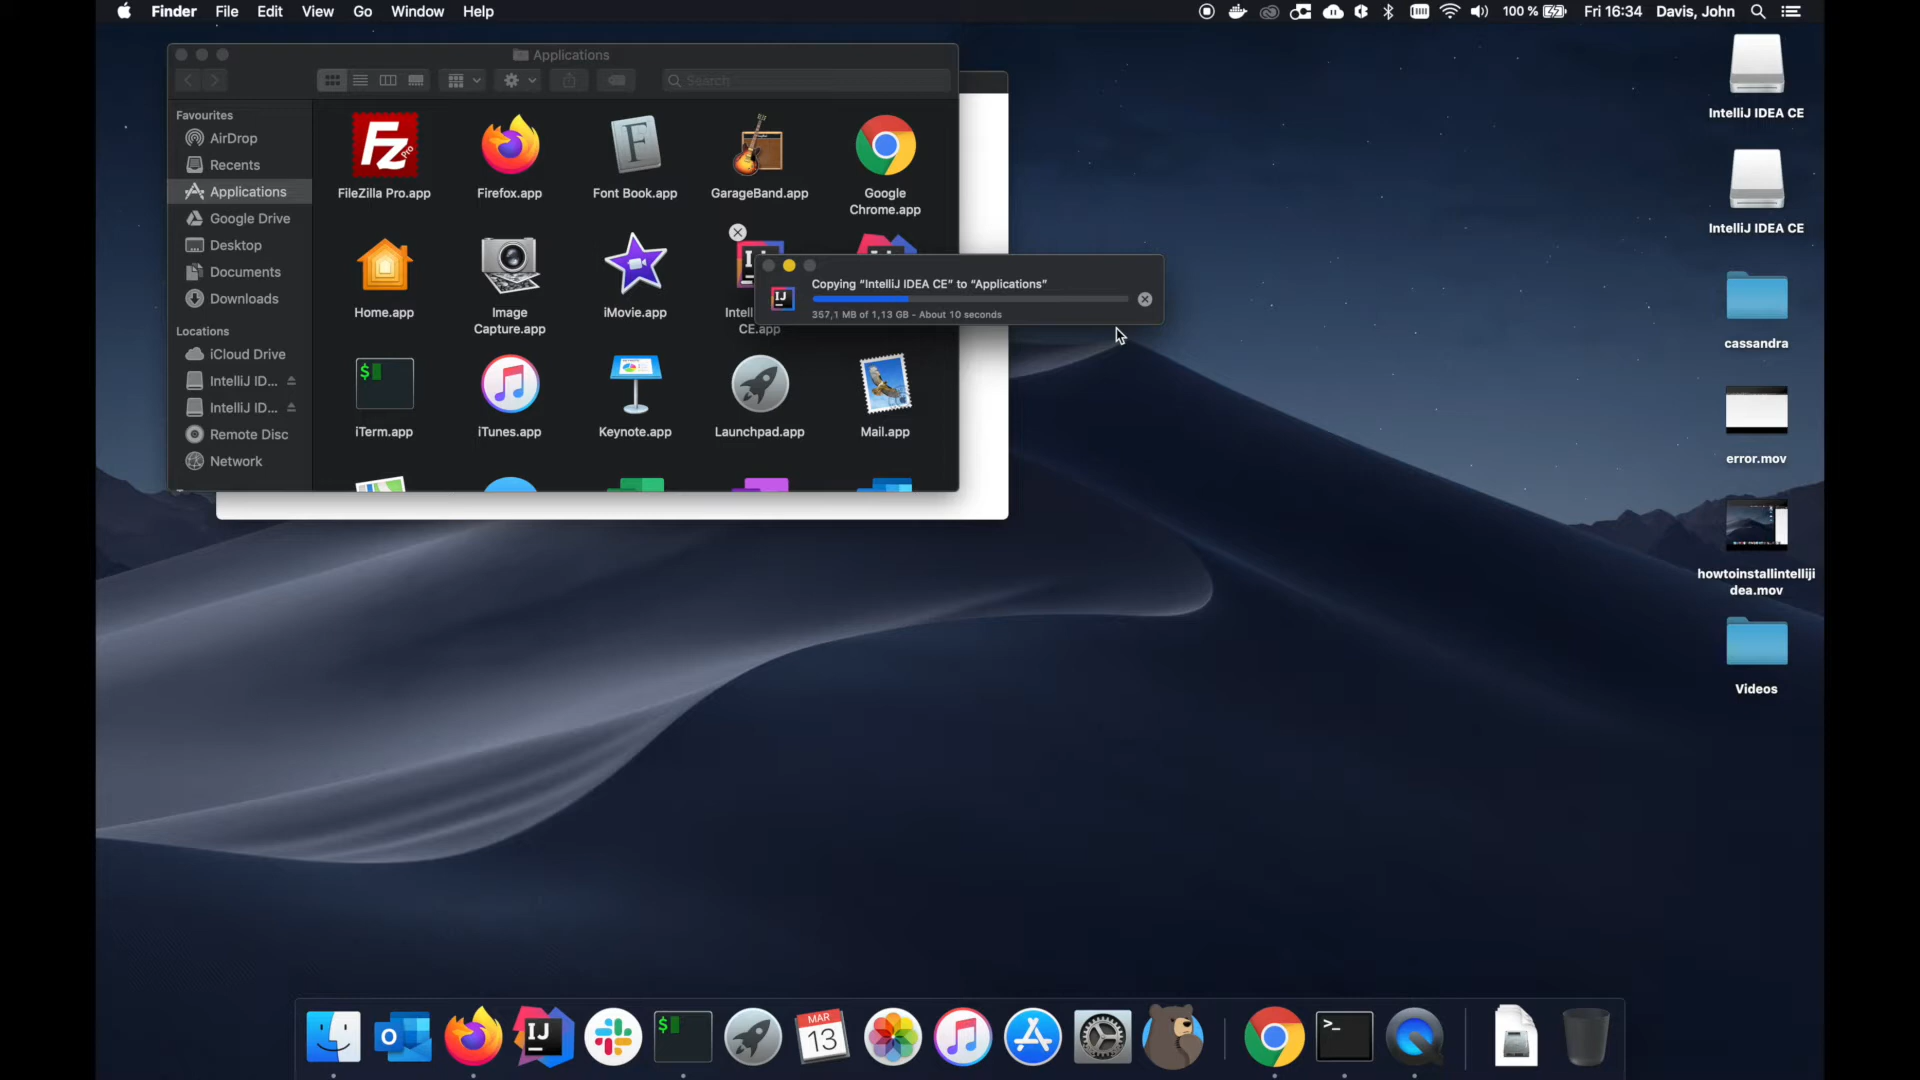 Finder File Edit View Go Window Help
100 % Fri 16:34 Davis, John
Applications
Search
Favourites
AirDrop
Recents
Applications
Google Drive
Desktop
Documents
Downloads
Locations
iCloud Drive
IntelliJ ID...
IntelliJ ID...
Remote Disc
Network
Fz
Pro
F
FileZilla Pro.app
Firefox.app
Font Book.app
GarageBand.app
Google
Chrome.app
Home.app
Image
Capture.app
iMovie.app
CE.app
Copying “IntelliJ IDEA CE” to “Applications”
IJ
357,1 MB of 1,13 GB - About 10 seconds
$
iTerm.app
iTunes.app
Keynote.app
Launchpad.app
Mail.app
IntelliJ IDEA CE
IntelliJ IDEA CE
cassandra
error.mov
howtoinstallintellij
idea.mov
Videos
O
IJ
$
MAR
13
>_